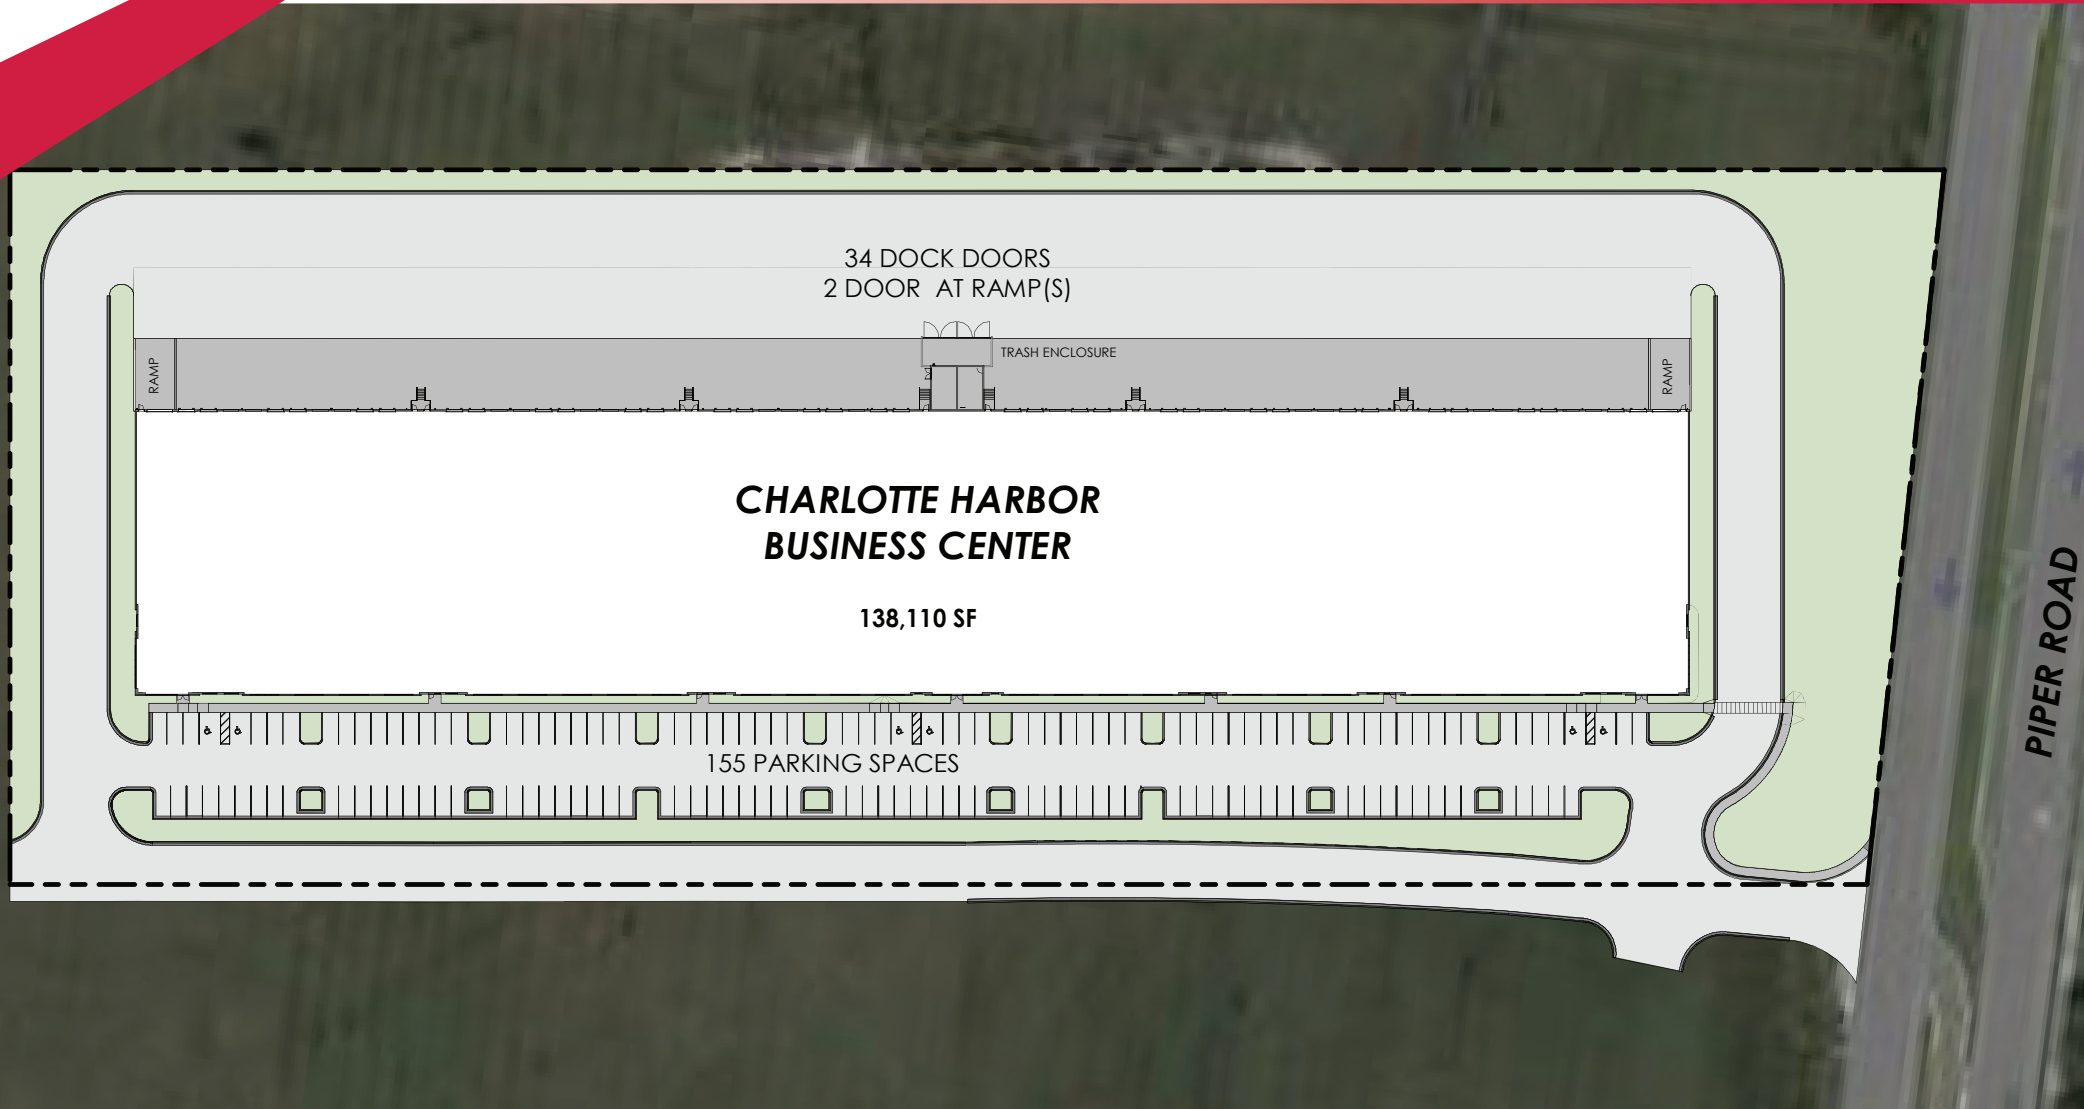 34 DOCK DOORS
2 DOOR AT RAMP(S)
TRASH ENCLOSURE
RAMP
RAMP
CHARLOTTE HARBOR
BUSINESS CENTER
138,110 SF
155 PARKING SPACES
PIPER ROAD